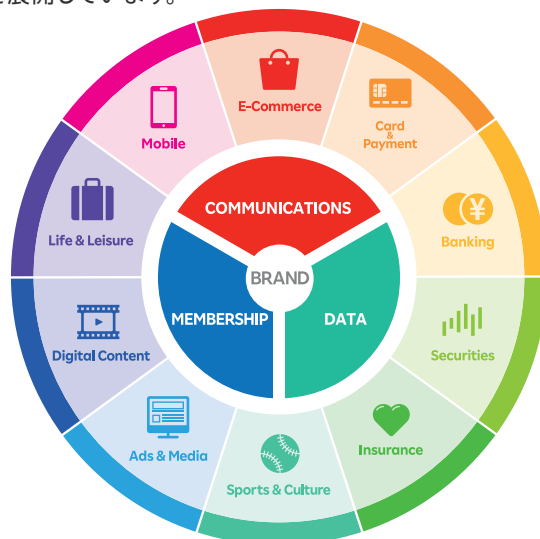 展開しています。
E-Commerce
Card
&
Payment
Mobile
Banking
Life & Leisure
COMMUNICATIONS
BRAND
MEMBERSHIP
DATA
Digital Content
Securities
Ads & Media
Insurance
Sports & Culture